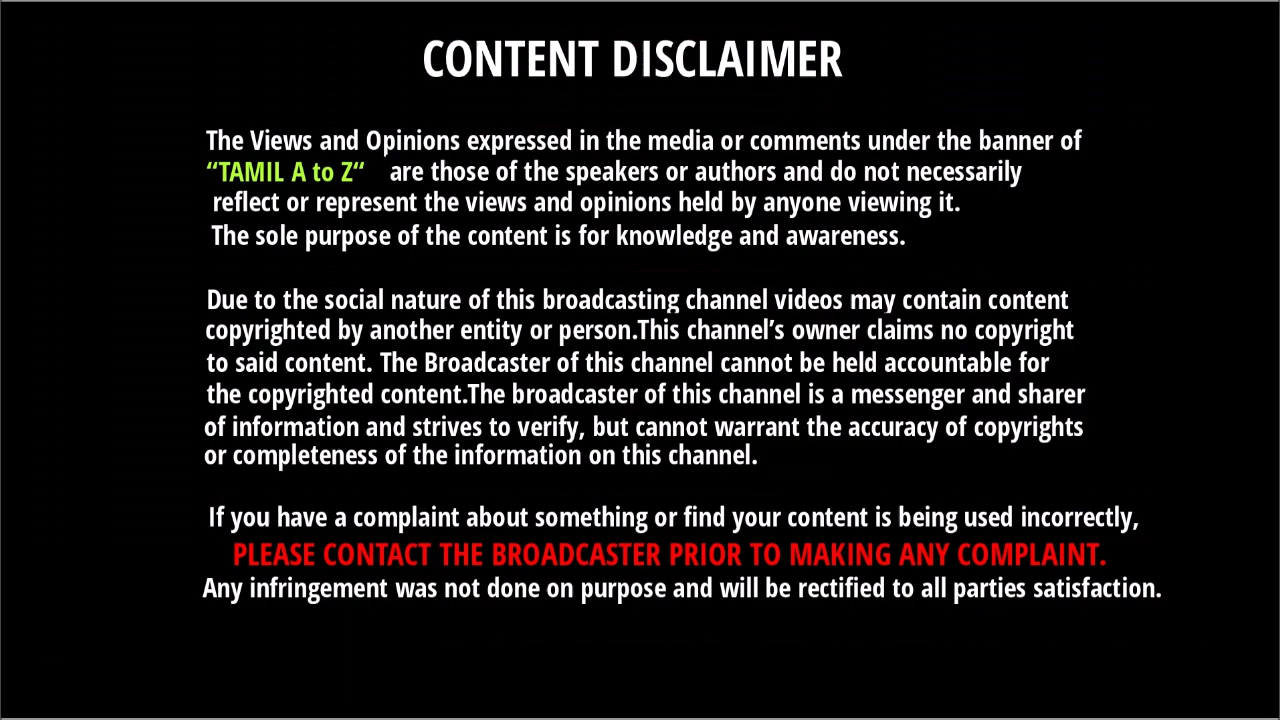 CONTENT DISCLAIMER
The Views and Opinions expressed in the media or comments under the banner of
“TAMIL A to Z“ are those of the speakers or authors and do not necessarily
reflect or represent the views and opinions held by anyone viewing it.
The sole purpose of the content is for knowledge and awareness.
Due to the social nature of this broadcasting channel videos may contain content
copyrighted by another entity or person.This channel’s owner claims no copyright
to said content. The Broadcaster of this channel cannot be held accountable for
the copyrighted content.The broadcaster of this channel is a messenger and sharer
of information and strives to verify, but cannot warrant the accuracy of copyrights
or completeness of the information on this channel.
If you have a complaint about something or find your content is being used incorrectly,
PLEASE CONTACT THE BROADCASTER PRIOR TO MAKING ANY COMPLAINT.
Any infringement was not done on purpose and will be rectified to all parties satisfaction.